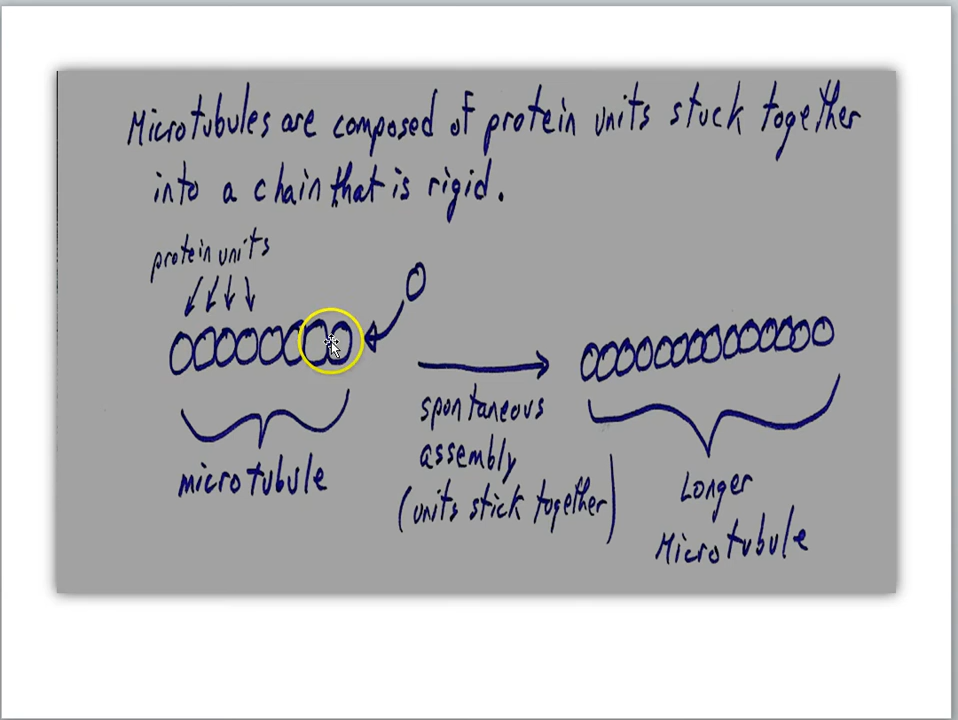 Microtubules are composed of protein units stuck together
into a chain that is rigid.
protein units
microtubule
spontaneous
assembly
(units stick together)
Longer
Microtubule